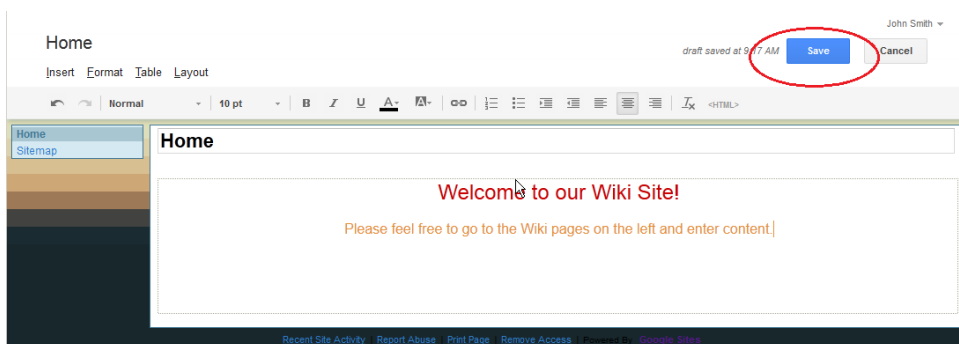 John Smith
Home
draft saved at 9:17 AM Save Cancel
Insert Format Table Layout
Normal 10 pt B I U A A Tx <HTML>
Home
Sitemap
Home
Welcome to our Wiki Site!
Please feel free to go to the Wiki pages on the left and enter content.
Recent Site Activity | Report Abuse | Print Page | Remove Access | Powered By Google Sites